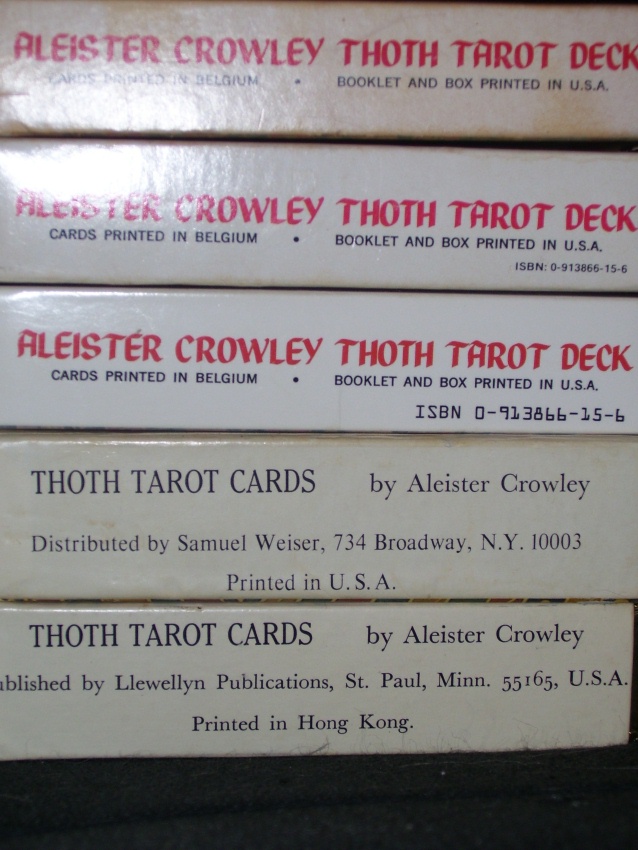 ALEISTER CROWLEY THOTH TAROT DECK
CARDS PRINTED IN BELGIUM • BOOKLET AND BOX PRINTED IN U.S.A.
ALEISTER CROWLEY THOTH TAROT DECK
CARDS PRINTED IN BELGIUM • BOOKLET AND BOX PRINTED IN U.S.A.
ISBN: 0-913866-15-6
ALEISTER CROWLEY THOTH TAROT DECK
CARDS PRINTED IN BELGIUM • BOOKLET AND BOX PRINTED IN U.S.A.
ISBN 0-913866-15-6
THOTH TAROT CARDS by Aleister Crowley
Distributed by Samuel Weiser, 734 Broadway, N.Y. 10003
Printed in U.S.A.
THOTH TAROT CARDS by Aleister Crowley
ublished by Llewellyn Publications, St. Paul, Minn. 55165, U.S.A.
Printed in Hong Kong.